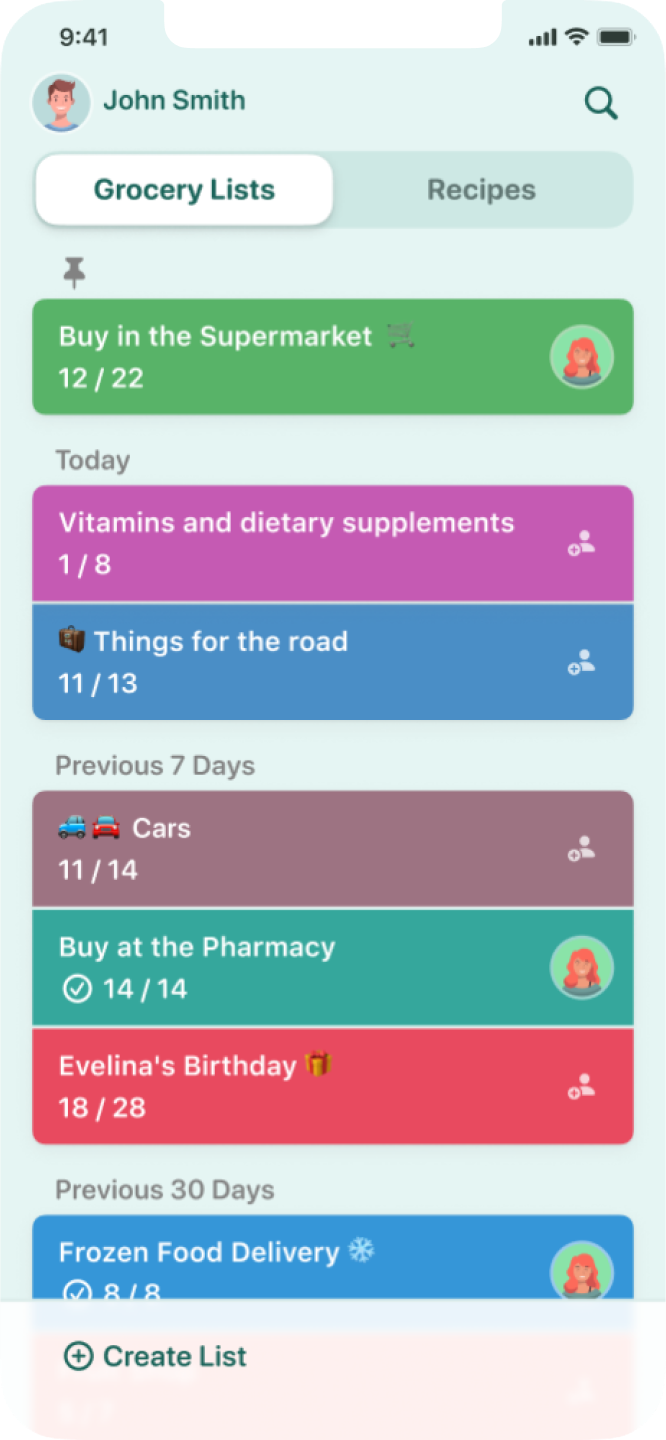 9:41
John Smith
Grocery Lists
Recipes
Buy in the Supermarket
12 / 22
Today
Vitamins and dietary supplements
1 / 8
Things for the road
11 / 13
Previous 7 Days
Cars
11 / 14
Buy at the Pharmacy
14 / 14
Evelina's Birthday
18 / 28
Previous 30 Days
Frozen Food Delivery
8 / 8
Create List